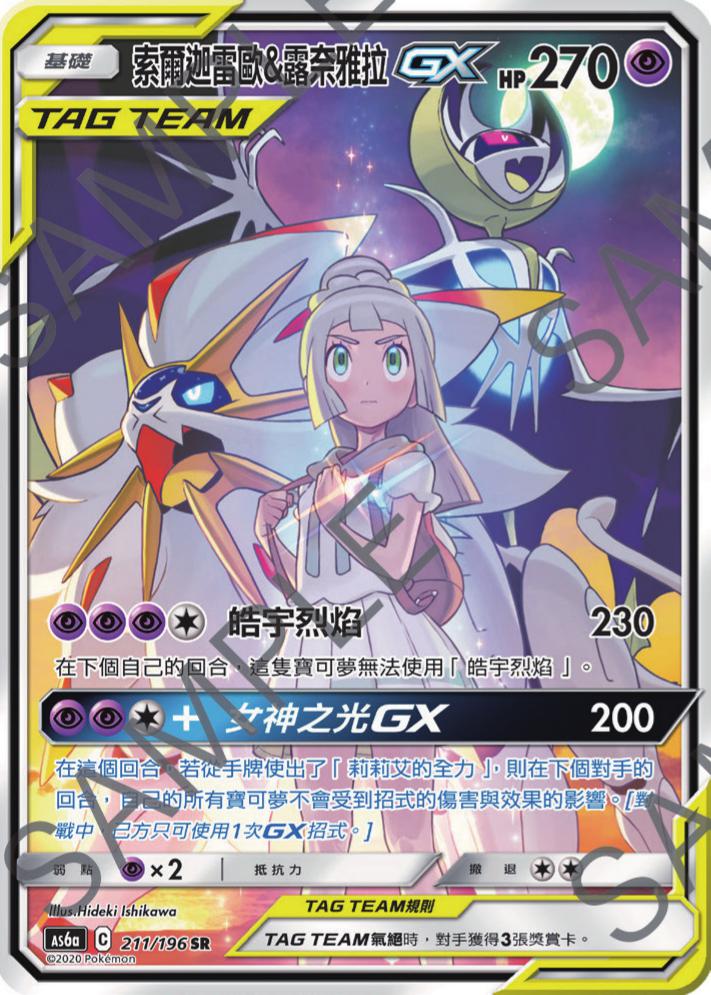 基礎 索爾迦雷歐&露奈雅拉 GX HP 270
TAG TEAM
皓宇烈焰 230
在下個自己的回合,這隻寶可夢無法使用「皓宇烈焰」。
+ 女神之光GX 200
在這個回合,若從手牌使出了「莉莉艾的全力」,則在下個對手的
回合,自己的所有寶可夢不會受到招式的傷害與效果的影響。[對
戰中,己方只可使用1次GX招式。]
弱點 ×2 抵抗力 撤退
Illus.Hideki Ishikawa
TAG TEAM規則
AS6a C 211/196 SR
TAG TEAM氣絕時,對手獲得3張獎賞卡。
©2020 Pokémon
SAMPLE
SAMPLE
SAMPLE